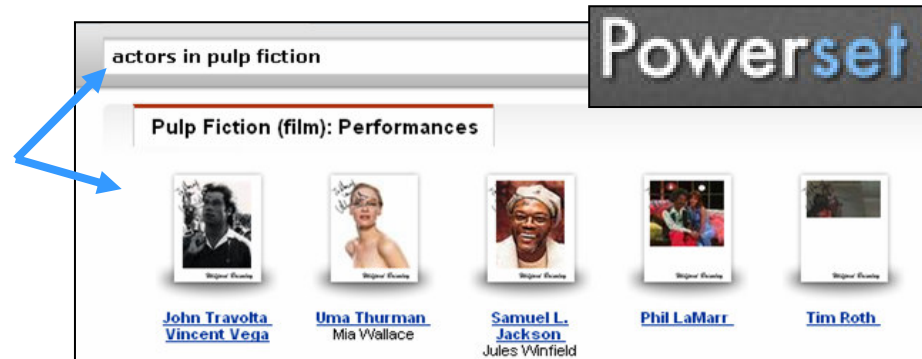 Powerset
actors in pulp fiction
Pulp Fiction (film): Performances
John Travolta
Vincent Vega
Uma Thurman
Mia Wallace
Samuel L.
Jackson
Jules Winfield
Phil LaMarr
Tim Roth